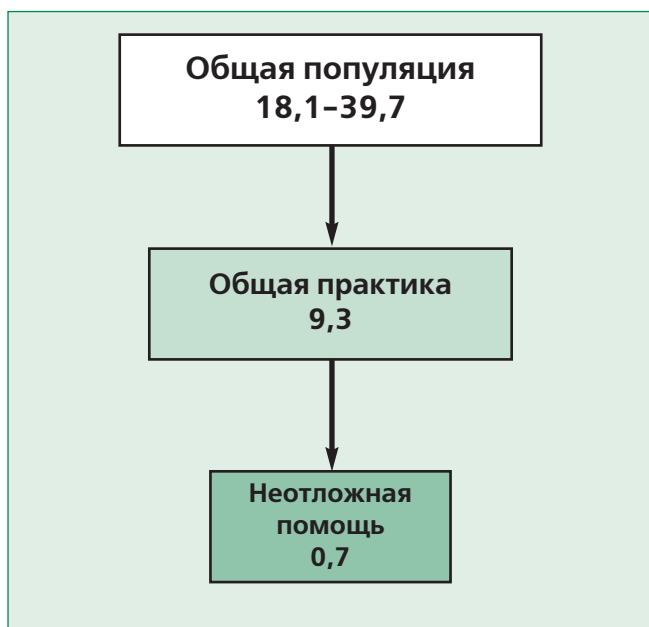 Общая популяция
18,1–39,7
Общая практика
9,3
Неотложная
помощь
0,7